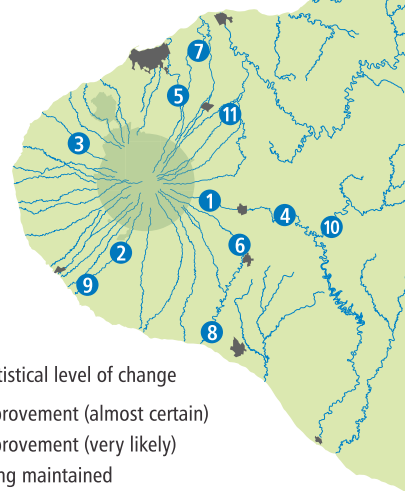 7
5
11
3
1
4
10
6
2
9
8
tistical level of change
provement (almost certain)
provement (very likely)
ng maintained